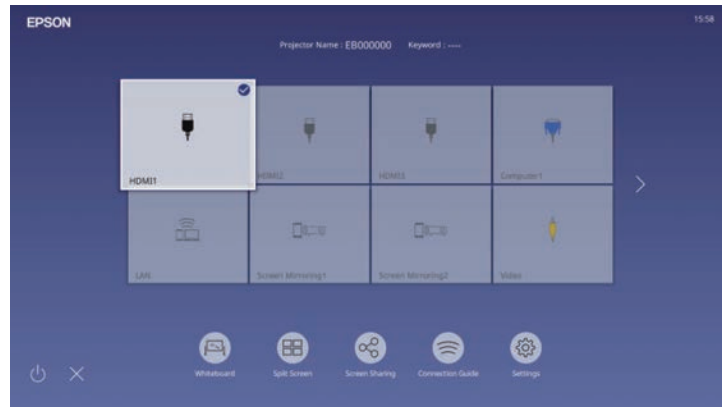 EPSON
15:58
Projector Name : EB000000 Keyword : ----
HDMI1
HDMI2
HDMI3
Computer1
LAN
Screen Mirroring1
Screen Mirroring2
Video
Whiteboard
Split Screen
Screen Sharing
Connection Guide
Settings